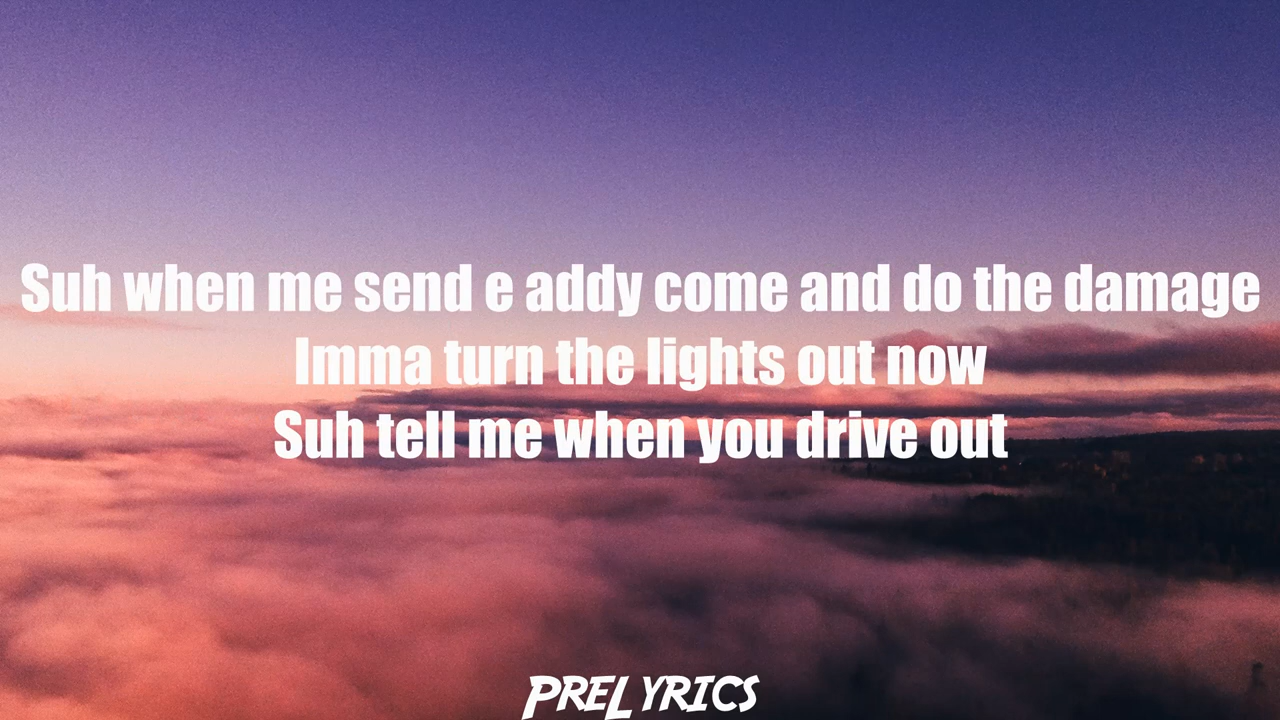 Suh when me send e addy come and do the damage
Imma turn the lights out now
Suh tell me when you drive out
PRELYRICS